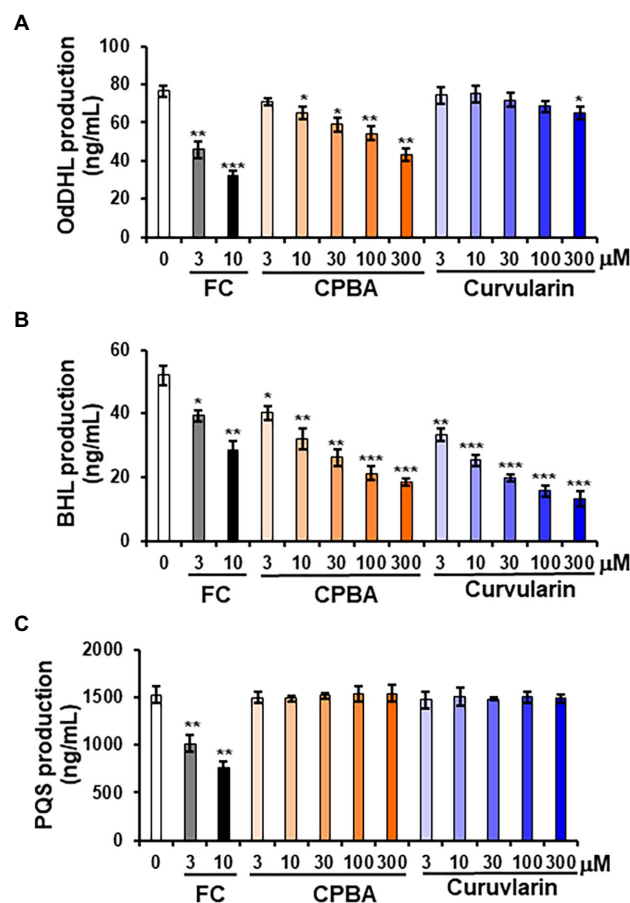 A
OdDHL production
(ng/mL)
100
80
60
40
20
0
** *** * * ** ** *
0 3 10 3 10 30 100 300 3 10 30 100 300 μM
FC CPBA Curvularin
B
BHL production
(ng/mL)
60
40
20
0
* ** * ** ** *** *** ** *** *** *** ***
0 3 10 3 10 30 100 300 3 10 30 100 300 μM
FC CPBA Curvularin
C
PQS production
(ng/mL)
2000
1500
1000
500
0
** **
0 3 10 3 10 30 100 300 3 10 30 100 300 μM
FC CPBA Curuvlarin